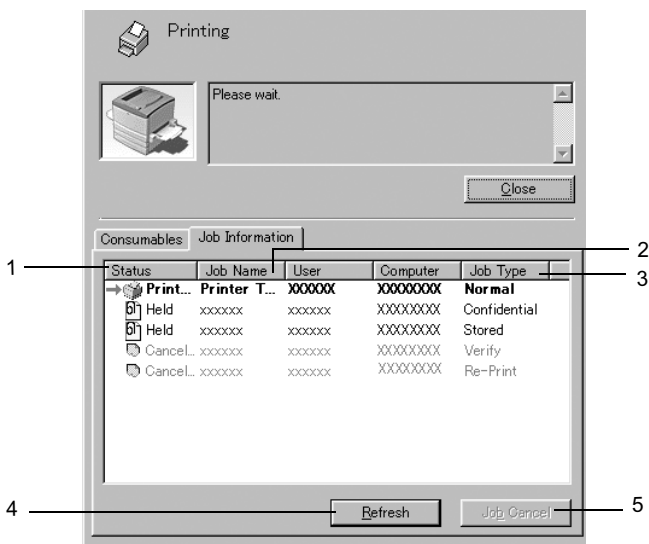 Printing
Please wait.
Close
Consumables Job Information
2
1
Status Job Name User Computer Job Type
3
Print... Printer T... XXXXXX XXXXXXXX Normal
Held xxxxxx xxxxxx XXXXXXXX Confidential
Held xxxxxx xxxxxx XXXXXXXX Stored
Cancel... xxxxxx xxxxxx XXXXXXXX Verify
Cancel... xxxxxx xxxxxx XXXXXXXX Re-Print
4 Refresh Job Cancel 5